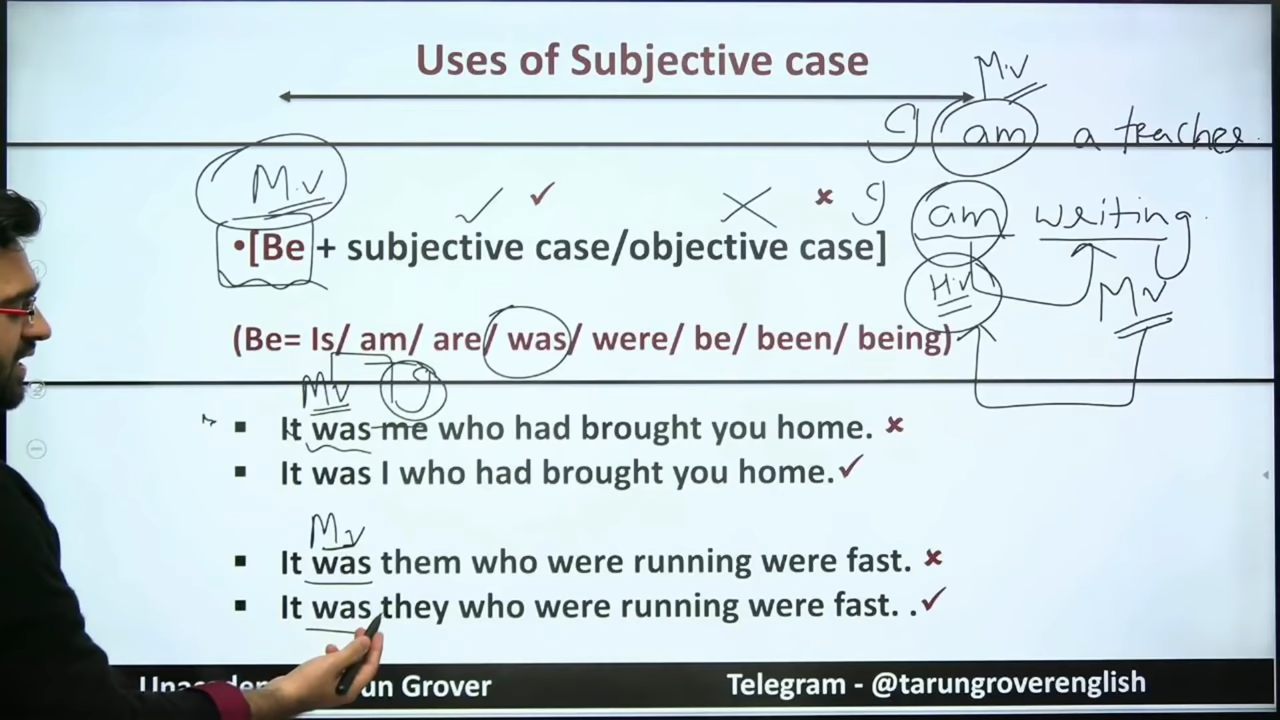 Uses of Subjective case
M.V
I am a teacher.
M.V
I am writing.
•[Be + subjective case/objective case]
H.V
M.V
(Be= Is/ am/ are/ was/ were/ be/ been/ being)
M.V I
It was me who had brought you home.
It was I who had brought you home.
M.V
It was them who were running were fast.
It was they who were running were fast. .
un Grover
Telegram - @tarungroverenglish